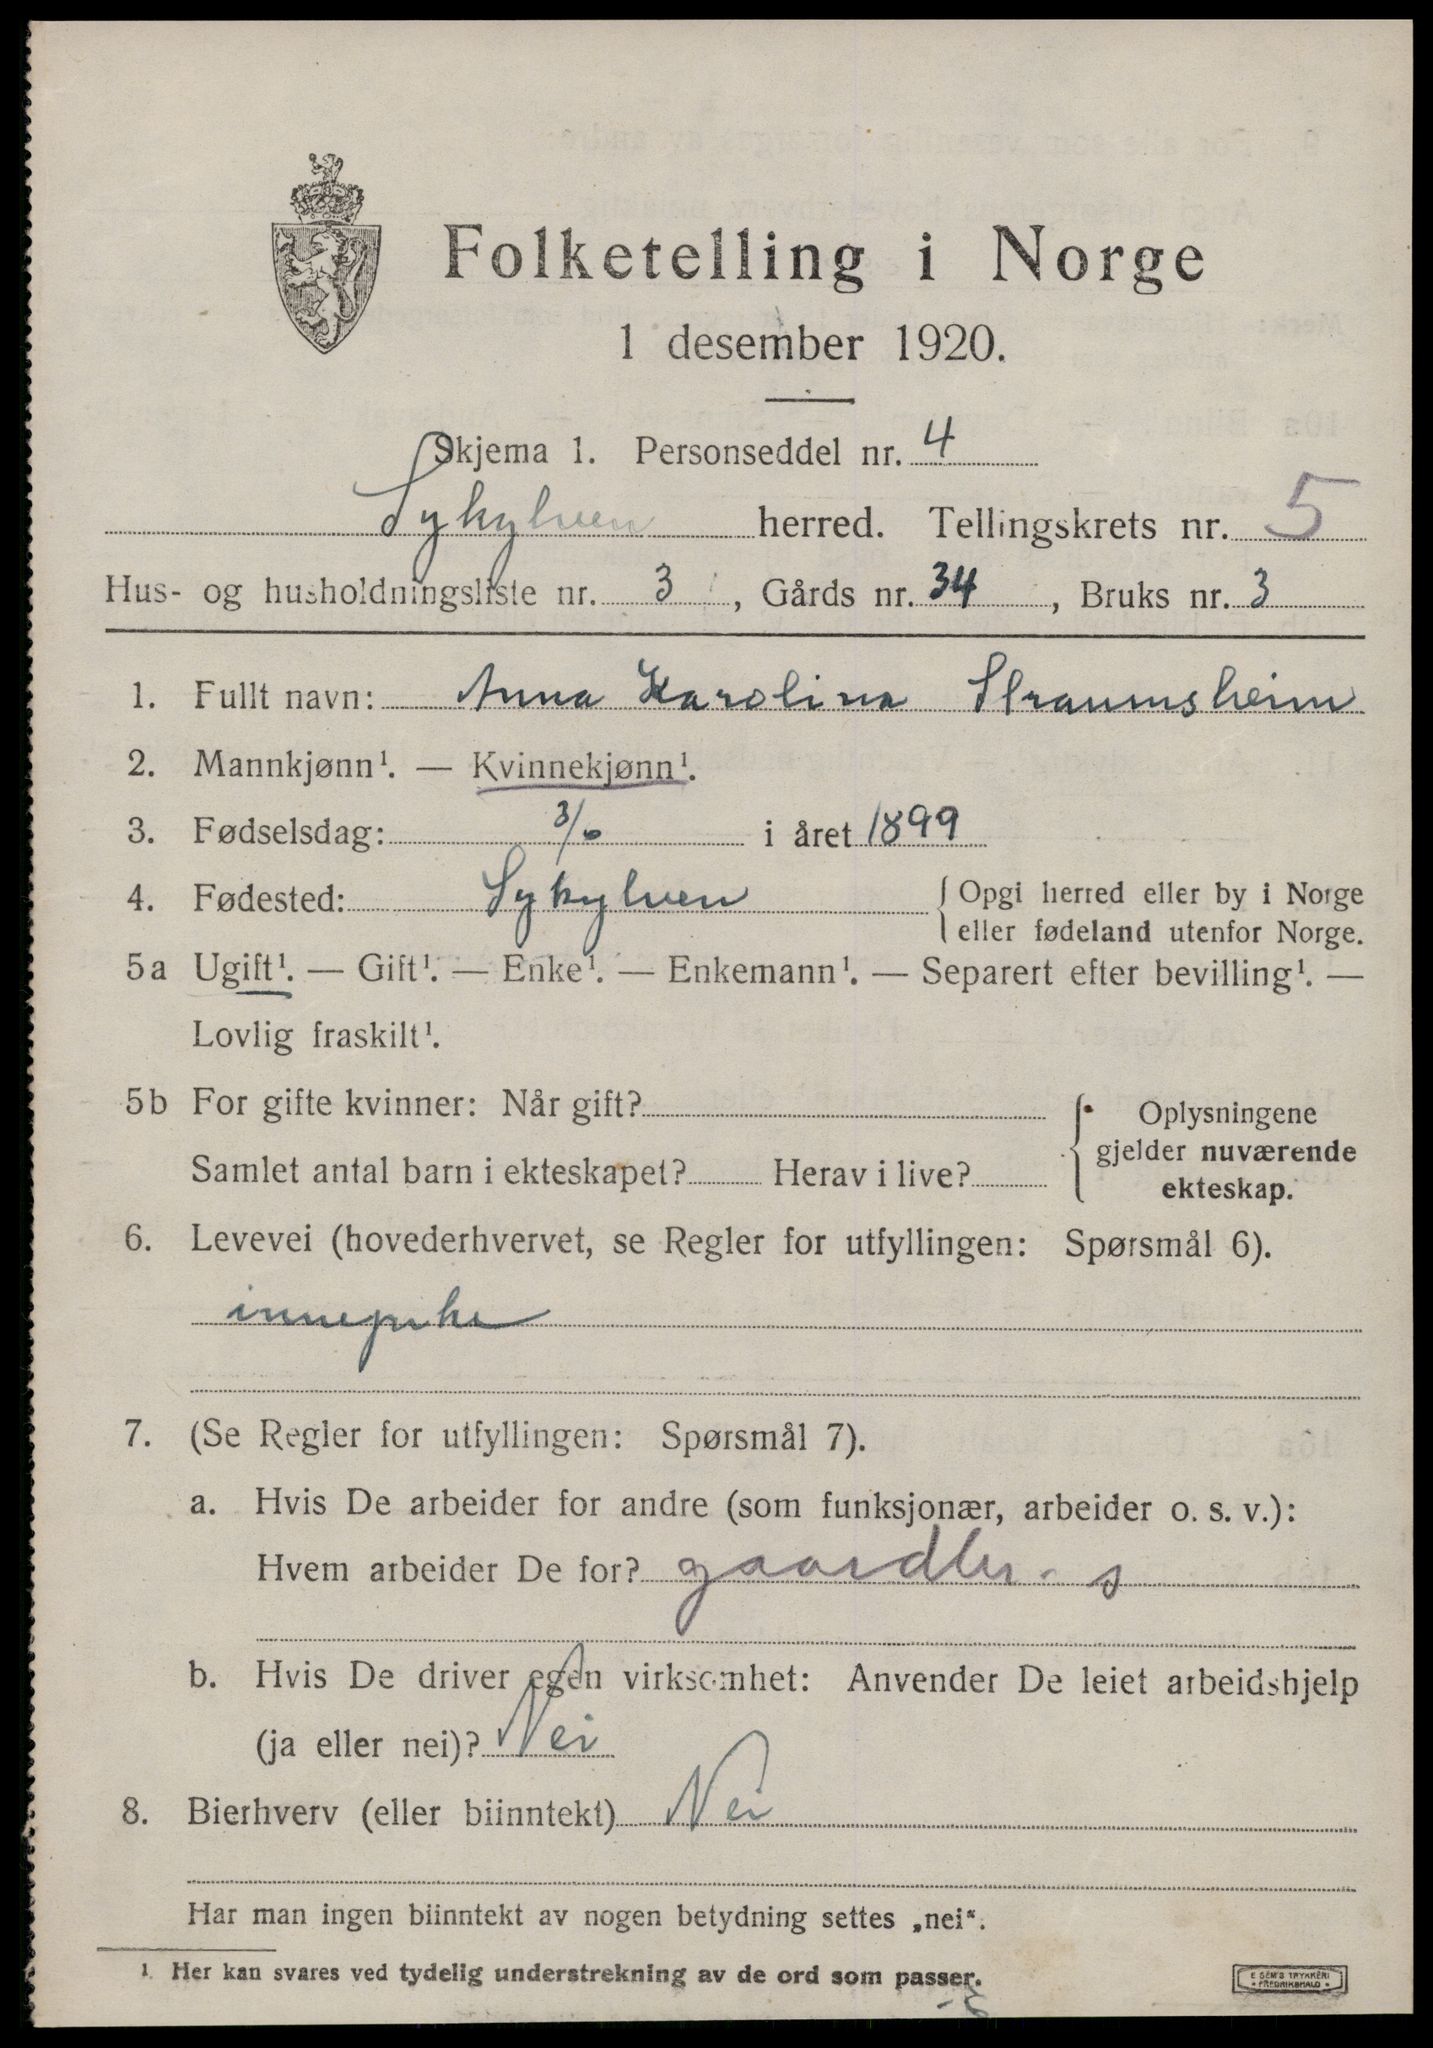 Folketelling i Norge
1 desember 1920.
Skjema 1. Personseddel nr. 4
Sykylven herred. Tellingskrets nr. 5
Hus- og husholdningsliste nr. 3, Gårds nr. 34, Bruks nr. 3
1. Fullt navn: Anna Karolina Straumsheim
2. Mannkjønn¹. — Kvinnekjønn¹.
3. Fødselsdag: 3/6 i året 1899
4. Fødested: Sykylven { Opgi herred eller by i Norge
eller fødeland utenfor Norge.
5a Ugift¹. — Gift¹. — Enke¹. — Enkemann¹. — Separert efter bevilling¹. —
Lovlig fraskilt¹.
5b For gifte kvinner: Når gift? { Oplysningene
gjelder nuværende
Samlet antal barn i ekteskapet? Herav i live?
ekteskap.
6. Levevei (hovederhvervet, se Regler for utfyllingen: Spørsmål 6).
innepike
7. (Se Regler for utfyllingen: Spørsmål 7).
a. Hvis De arbeider for andre (som funksjonær, arbeider o. s. v.):
Hvem arbeider De for? gaardbr. s
b. Hvis De driver egen virksomhet: Anvender De leiet arbeidshjelp
(ja eller nei)? Nei
8. Bierhverv (eller biinntekt) Nei
Har man ingen biinntekt av nogen betydning settes „nei“.
¹ Her kan svares ved tydelig understrekning av de ord som passer.
E SEM'S TRYKKERI
FREDRIKSHALD